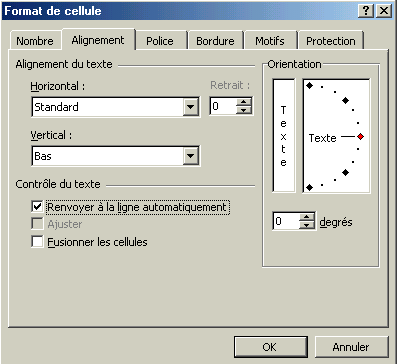 Format de cellule
Nombre Alignement Police Bordure Motifs Protection
Alignement du texte
Horizontal : Retrait :
Standard 0
Vertical :
Bas
Contrôle du texte
Renvoyer à la ligne automatiquement
Ajuster
Fusionner les cellules
Orientation
Texte
Texte
0 degrés
OK Annuler